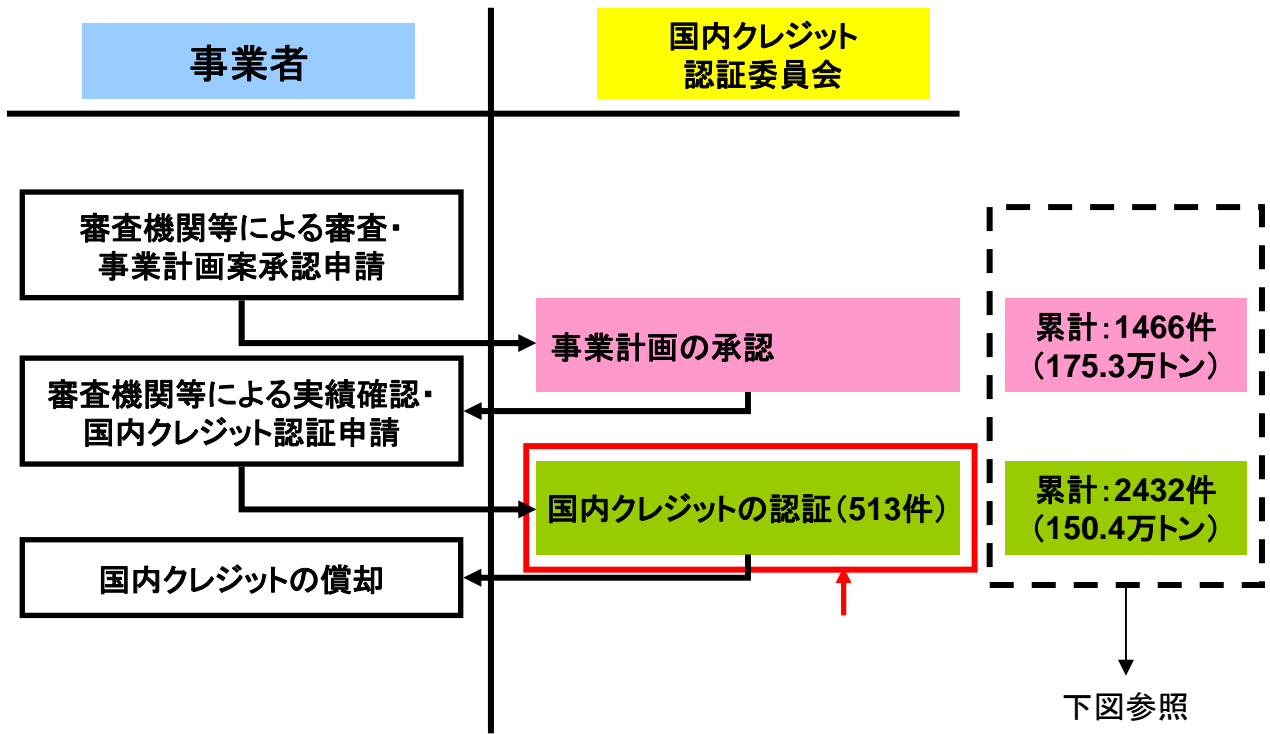 事業者
国内クレジット
認証委員会
審査機関等による審査・
事業計画案承認申請
事業計画の承認
累計：1466件
（175.3万トン）
審査機関等による実績確認・
国内クレジット認証申請
国内クレジットの認証（513件）
累計：2432件
（150.4万トン）
国内クレジットの償却
下図参照